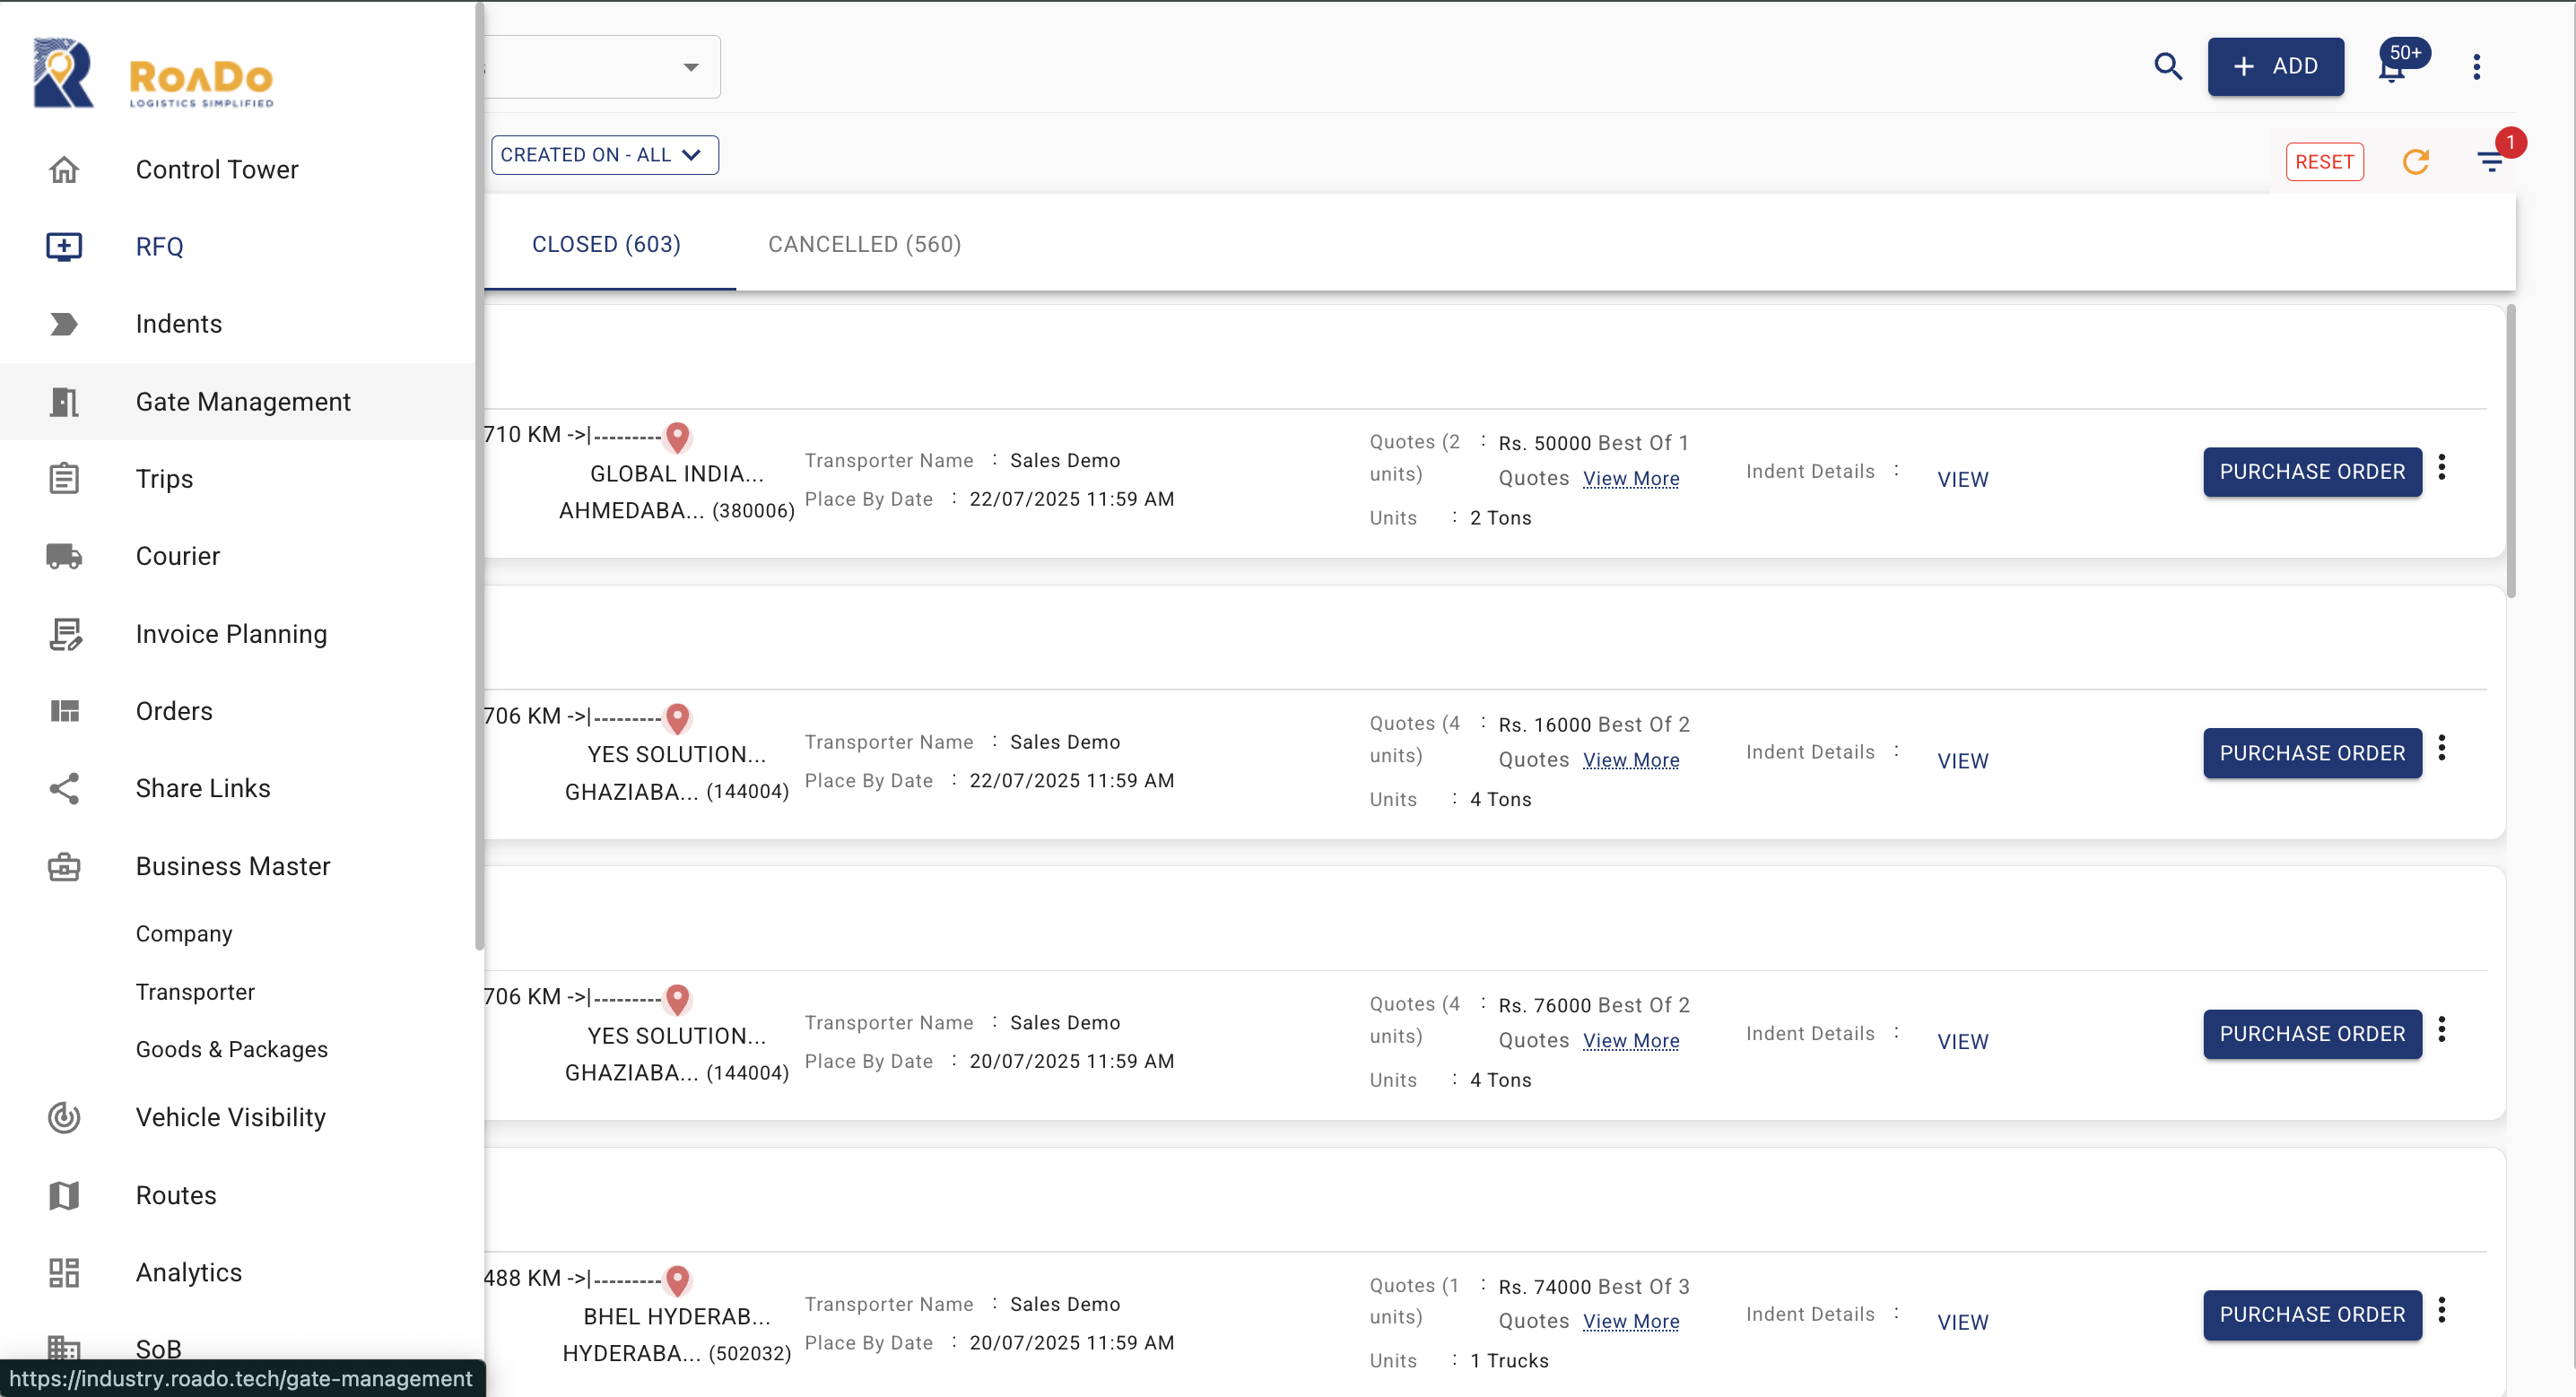 RoaDo
LOGISTICS SIMPLIFIED
Control Tower
RFQ
Indents
Gate Management
Trips
Courier
Invoice Planning
Orders
Share Links
Business Master
Company
Transporter
Goods & Packages
Vehicle Visibility
Routes
Analytics
SoB
https://industry.roado.tech/gate-management
ADD
50+
CREATED ON - ALL
RESET
1
CLOSED (603)
CANCELLED (560)
710 KM ->|---------
GLOBAL INDIA...
AHMEDABA... (380006)
Transporter Name : Sales Demo
Place By Date : 22/07/2025 11:59 AM
Quotes (2 units) : Rs. 50000 Best Of 1
Quotes View More
Units : 2 Tons
Indent Details : VIEW
PURCHASE ORDER
706 KM ->|---------
YES SOLUTION...
GHAZIABA... (144004)
Transporter Name : Sales Demo
Place By Date : 22/07/2025 11:59 AM
Quotes (4 units) : Rs. 16000 Best Of 2
Quotes View More
Units : 4 Tons
Indent Details : VIEW
PURCHASE ORDER
706 KM ->|---------
YES SOLUTION...
GHAZIABA... (144004)
Transporter Name : Sales Demo
Place By Date : 20/07/2025 11:59 AM
Quotes (4 units) : Rs. 76000 Best Of 2
Quotes View More
Units : 4 Tons
Indent Details : VIEW
PURCHASE ORDER
488 KM ->|---------
BHEL HYDERAB...
HYDERABA... (502032)
Transporter Name : Sales Demo
Place By Date : 20/07/2025 11:59 AM
Quotes (1 units) : Rs. 74000 Best Of 3
Quotes View More
Units : 1 Trucks
Indent Details : VIEW
PURCHASE ORDER